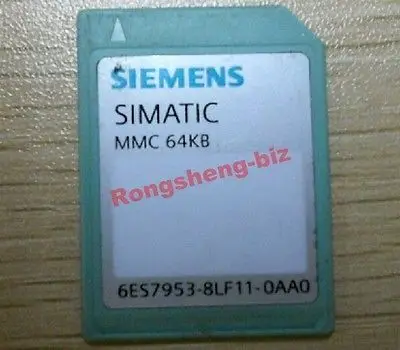 SIEMENS
SIMATIC
MMC 64KB
Rongsheng-biz
6ES7953-8LF11-0AA0